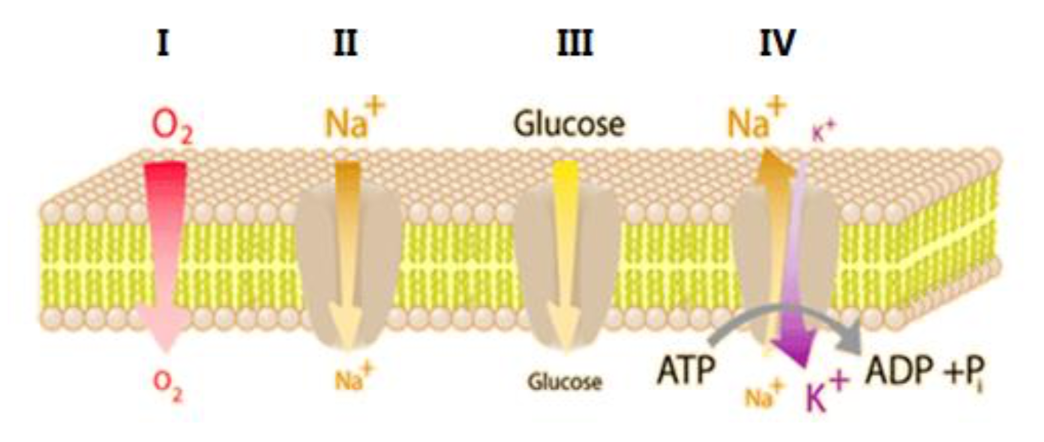 I II III IV
O₂ Na⁺ Glucose Na⁺ K⁺
O₂ Na⁺ Glucose ATP Na⁺ K⁺ ADP +Pᵢ